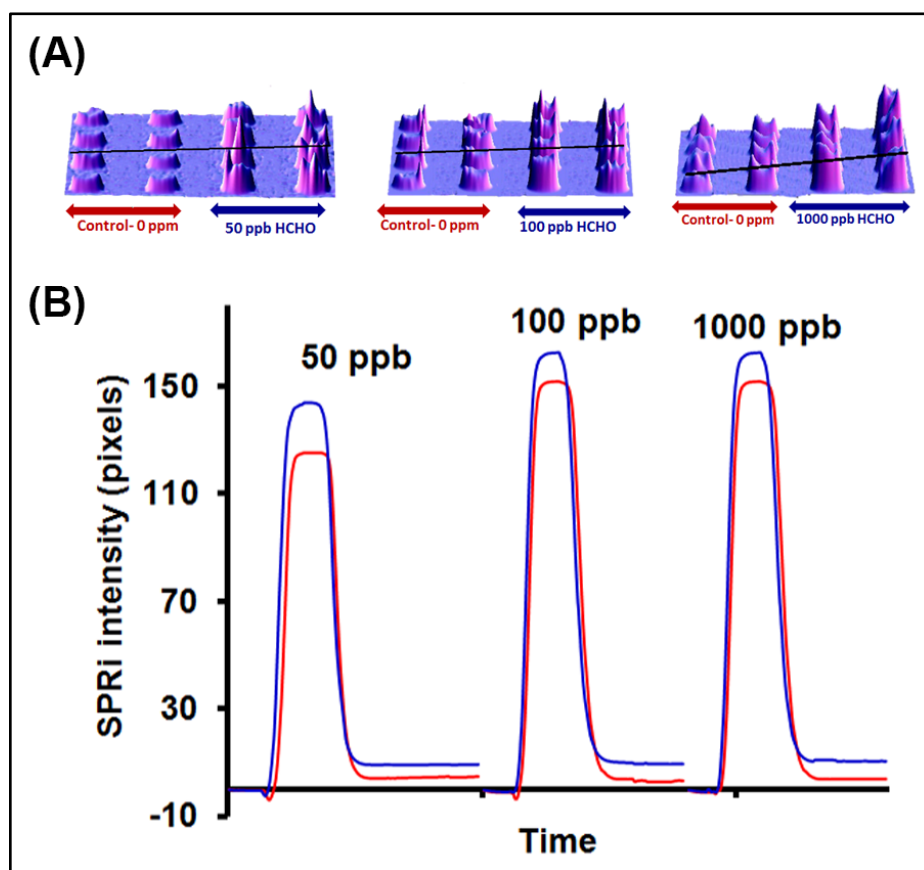 (A)
Control- 0 ppm
50 ppb HCHO
Control- 0 ppm
100 ppb HCHO
Control- 0 ppm
1000 ppb HCHO
(B)
50 ppb
100 ppb
1000 ppb
SPRi intensity (pixels)
150
110
70
30
-10
Time